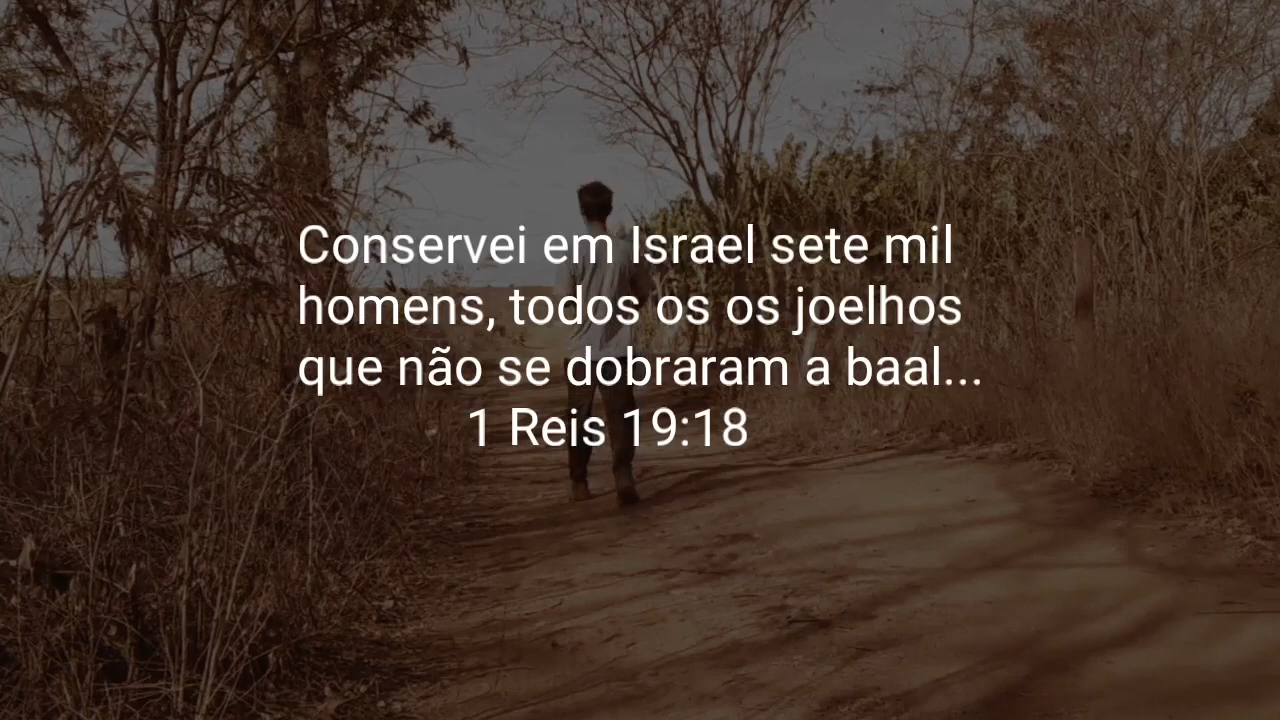 Conservei em Israel sete mil
homens, todos os os joelhos
que não se dobraram a baal...
1 Reis 19:18